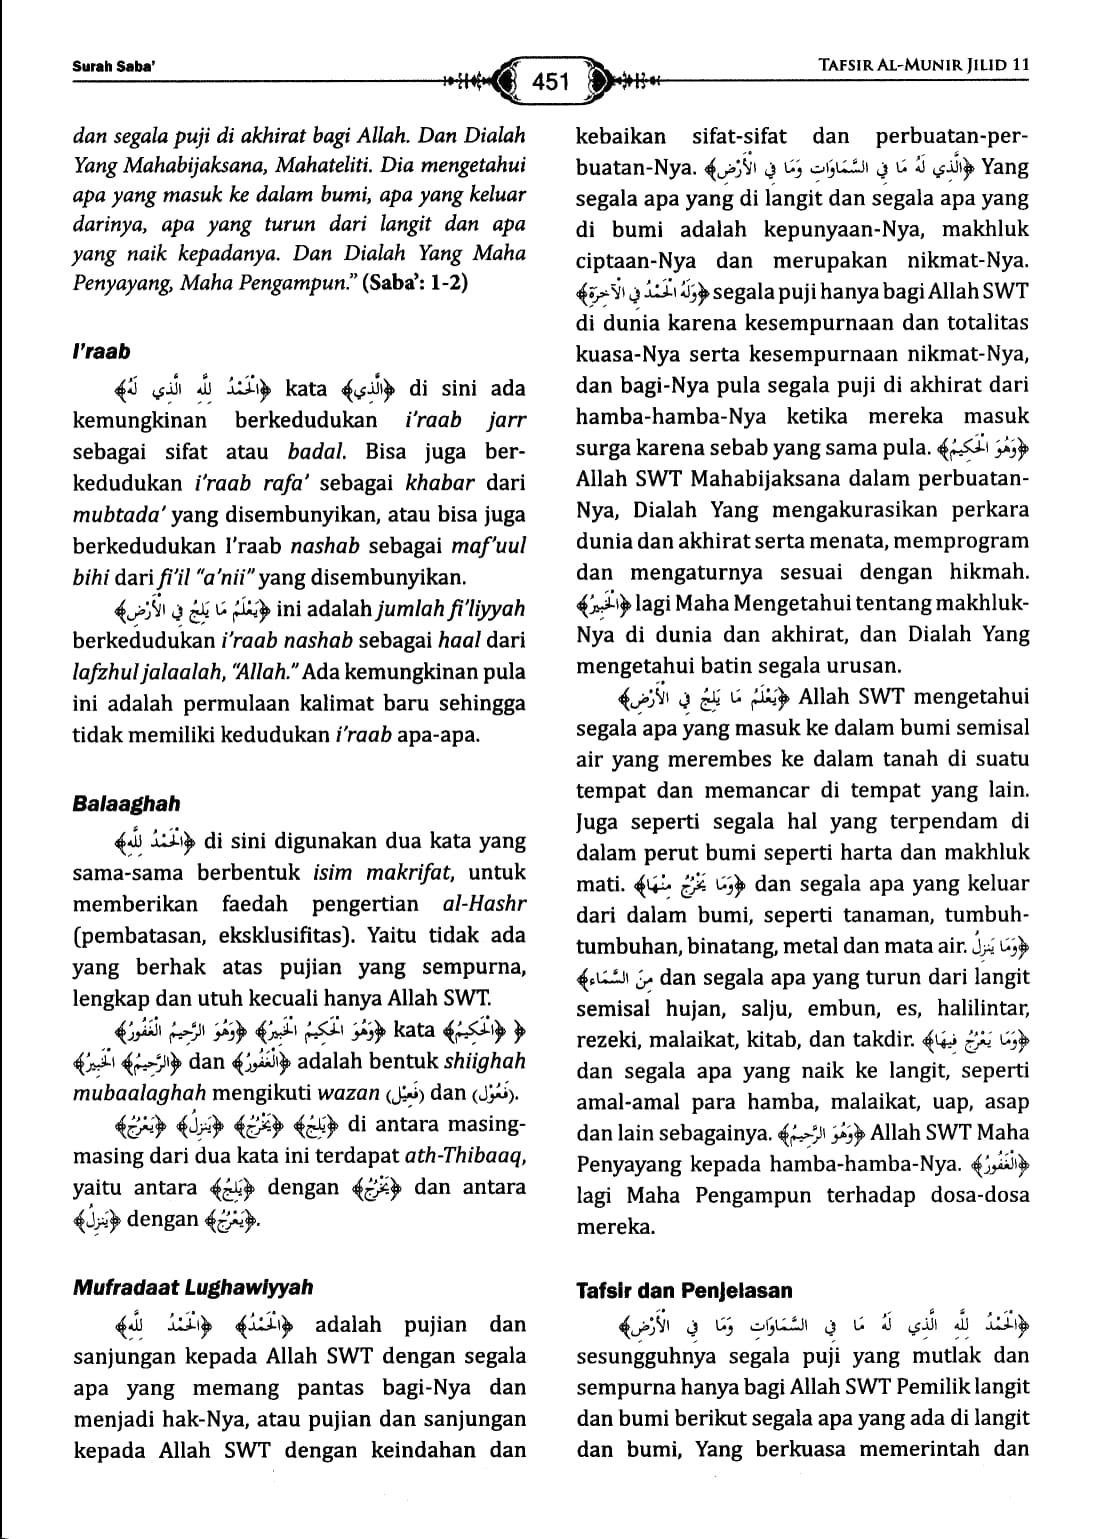 Surah Saba’
451
TAFSIR AL-MUNIR JILID 11
dan segala puji di akhirat bagi Allah. Dan Dialah
Yang Mahabijaksana, Mahateliti. Dia mengetahui
apa yang masuk ke dalam bumi, apa yang keluar
darinya, apa yang turun dari langit dan apa
yang naik kepadanya. Dan Dialah Yang Maha
Penyayang, Maha Pengampun.” (Saba’: 1-2)
I’raab
﴿الْحَمْدُ لِلَّهِ الَّذِي لَهُ﴾ kata ﴿الَّذِي﴾ di sini ada
kemungkinan berkedudukan i’raab jarr
sebagai sifat atau badal. Bisa juga ber-
kedudukan i’raab rafa’ sebagai khabar dari
mubtada’ yang disembunyikan, atau bisa juga
berkedudukan I’raab nashab sebagai maf’uul
bihi dari fi’il “a’nii” yang disembunyikan.
﴿يَعْلَمُ مَا يَلِجُ فِي الْأَرْضِ﴾ ini adalah jumlah fi’liyyah
berkedudukan i’raab nashab sebagai haal dari
lafzhul jalaalah, “Allah.” Ada kemungkinan pula
ini adalah permulaan kalimat baru sehingga
tidak memiliki kedudukan i’raab apa-apa.
Balaaghah
﴿الْحَمْدُ لِلَّهِ﴾ di sini digunakan dua kata yang
sama-sama berbentuk isim makrifat, untuk
memberikan faedah pengertian al-Hashr
(pembatasan, eksklusifitas). Yaitu tidak ada
yang berhak atas pujian yang sempurna,
lengkap dan utuh kecuali hanya Allah SWT.
﴿وَهُوَ الرَّحِيمُ الْغَفُورُ﴾ ﴿وَهُوَ الْحَكِيمُ الْخَبِيرُ﴾ kata ﴿الْحَكِيمُ﴾ ﴿
الْخَبِيرُ﴾ ﴿الرَّحِيمُ﴾ dan ﴿الْغَفُورُ﴾ adalah bentuk shiighah
mubaalaghah mengikuti wazan (فَعِيْل) dan (فَعُوْل).
﴿يَلِجُ﴾ ﴿يَخْرُجُ﴾ ﴿يَنزِلُ﴾ ﴿يَعْرُجُ﴾ di antara masing-
masing dari dua kata ini terdapat ath-Thibaaq,
yaitu antara ﴿يَلِجُ﴾ dengan ﴿يَخْرُجُ﴾ dan antara
﴿يَنزِلُ﴾ dengan ﴿يَعْرُجُ﴾.
Mufradaat Lughawiyyah
﴿الْحَمْدُ لِلَّهِ﴾ ﴿الْحَمْدُ﴾ adalah pujian dan
sanjungan kepada Allah SWT dengan segala
apa yang memang pantas bagi-Nya dan
menjadi hak-Nya, atau pujian dan sanjungan
kepada Allah SWT dengan keindahan dan
kebaikan sifat-sifat dan perbuatan-per-
buatan-Nya. ﴿الَّذِي لَهُ مَا فِي السَّمَاوَاتِ وَمَا فِي الْأَرْضِ﴾ Yang
segala apa yang di langit dan segala apa yang
di bumi adalah kepunyaan-Nya, makhluk
ciptaan-Nya dan merupakan nikmat-Nya.
﴿وَلَهُ الْحَمْدُ فِي الْآخِرَةِ﴾ segala puji hanya bagi Allah SWT
di dunia karena kesempurnaan dan totalitas
kuasa-Nya serta kesempurnaan nikmat-Nya,
dan bagi-Nya pula segala puji di akhirat dari
hamba-hamba-Nya ketika mereka masuk
surga karena sebab yang sama pula. ﴿وَهُوَ الْحَكِيمُ﴾
Allah SWT Mahabijaksana dalam perbuatan-
Nya, Dialah Yang mengakurasikan perkara
dunia dan akhirat serta menata, memprogram
dan mengaturnya sesuai dengan hikmah.
﴿الْخَبِيرُ﴾ lagi Maha Mengetahui tentang makhluk-
Nya di dunia dan akhirat, dan Dialah Yang
mengetahui batin segala urusan.
﴿يَعْلَمُ مَا يَلِجُ فِي الْأَرْضِ﴾ Allah SWT mengetahui
segala apa yang masuk ke dalam bumi semisal
air yang merembes ke dalam tanah di suatu
tempat dan memancar di tempat yang lain.
Juga seperti segala hal yang terpendam di
dalam perut bumi seperti harta dan makhluk
mati. ﴿وَمَا يَخْرُجُ مِنْهَا﴾ dan segala apa yang keluar
dari dalam bumi, seperti tanaman, tumbuh-
tumbuhan, binatang, metal dan mata air. ﴿وَمَا يَنزِلُ
مِنَ السَّمَاءِ﴾ dan segala apa yang turun dari langit
semisal hujan, salju, embun, es, halilintar,
rezeki, malaikat, kitab, dan takdir. ﴿وَمَا يَعْرُجُ فِيهَا﴾
dan segala apa yang naik ke langit, seperti
amal-amal para hamba, malaikat, uap, asap
dan lain sebagainya. ﴿وَهُوَ الرَّحِيمُ﴾ Allah SWT Maha
Penyayang kepada hamba-hamba-Nya. ﴿الْغَفُورُ﴾
lagi Maha Pengampun terhadap dosa-dosa
mereka.
Tafsir dan Penjelasan
﴿الْحَمْدُ لِلَّهِ الَّذِي لَهُ مَا فِي السَّمَاوَاتِ وَمَا فِي الْأَرْضِ﴾
sesungguhnya segala puji yang mutlak dan
sempurna hanya bagi Allah SWT Pemilik langit
dan bumi berikut segala apa yang ada di langit
dan bumi, Yang berkuasa memerintah dan